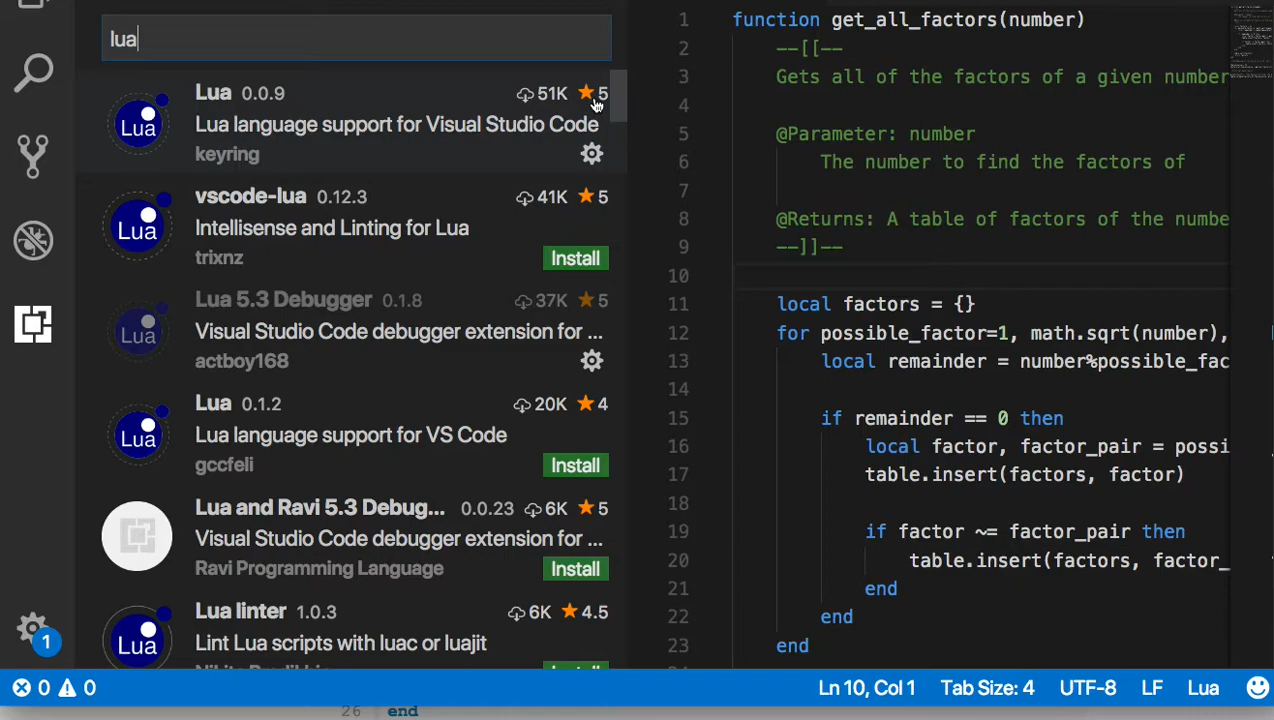 lua
Lua 0.0.9 51K 5
Lua language support for Visual Studio Code
keyring
vscode-lua 0.12.3 41K 5
Intellisense and Linting for Lua
trixnz Install
Lua 5.3 Debugger 0.1.8 37K 5
Visual Studio Code debugger extension for ...
actboy168
Lua 0.1.2 20K 4
Lua language support for VS Code
gccfeli Install
Lua and Ravi 5.3 Debug... 0.0.23 6K 5
Visual Studio Code debugger extension for ...
Ravi Programming Language Install
Lua linter 1.0.3 6K 4.5
Lint Lua scripts with luac or luajit
Lua
Lua
Lua
Lua
Lua
1
1 function get_all_factors(number)
2 --[[--
3 Gets all of the factors of a given number
4
5 @Parameter: number
6 The number to find the factors of
7
8 @Returns: A table of factors of the numbe
9 --]]--
10
11 local factors = {}
12 for possible_factor=1, math.sqrt(number),
13 local remainder = number%possible_fac
14
15 if remainder == 0 then
16 local factor, factor_pair = possi
17 table.insert(factors, factor)
18
19 if factor ~= factor_pair then
20 table.insert(factors, factor_
21 end
22 end
23 end
0 0 Ln 10, Col 1 Tab Size: 4 UTF-8 LF Lua
26 end